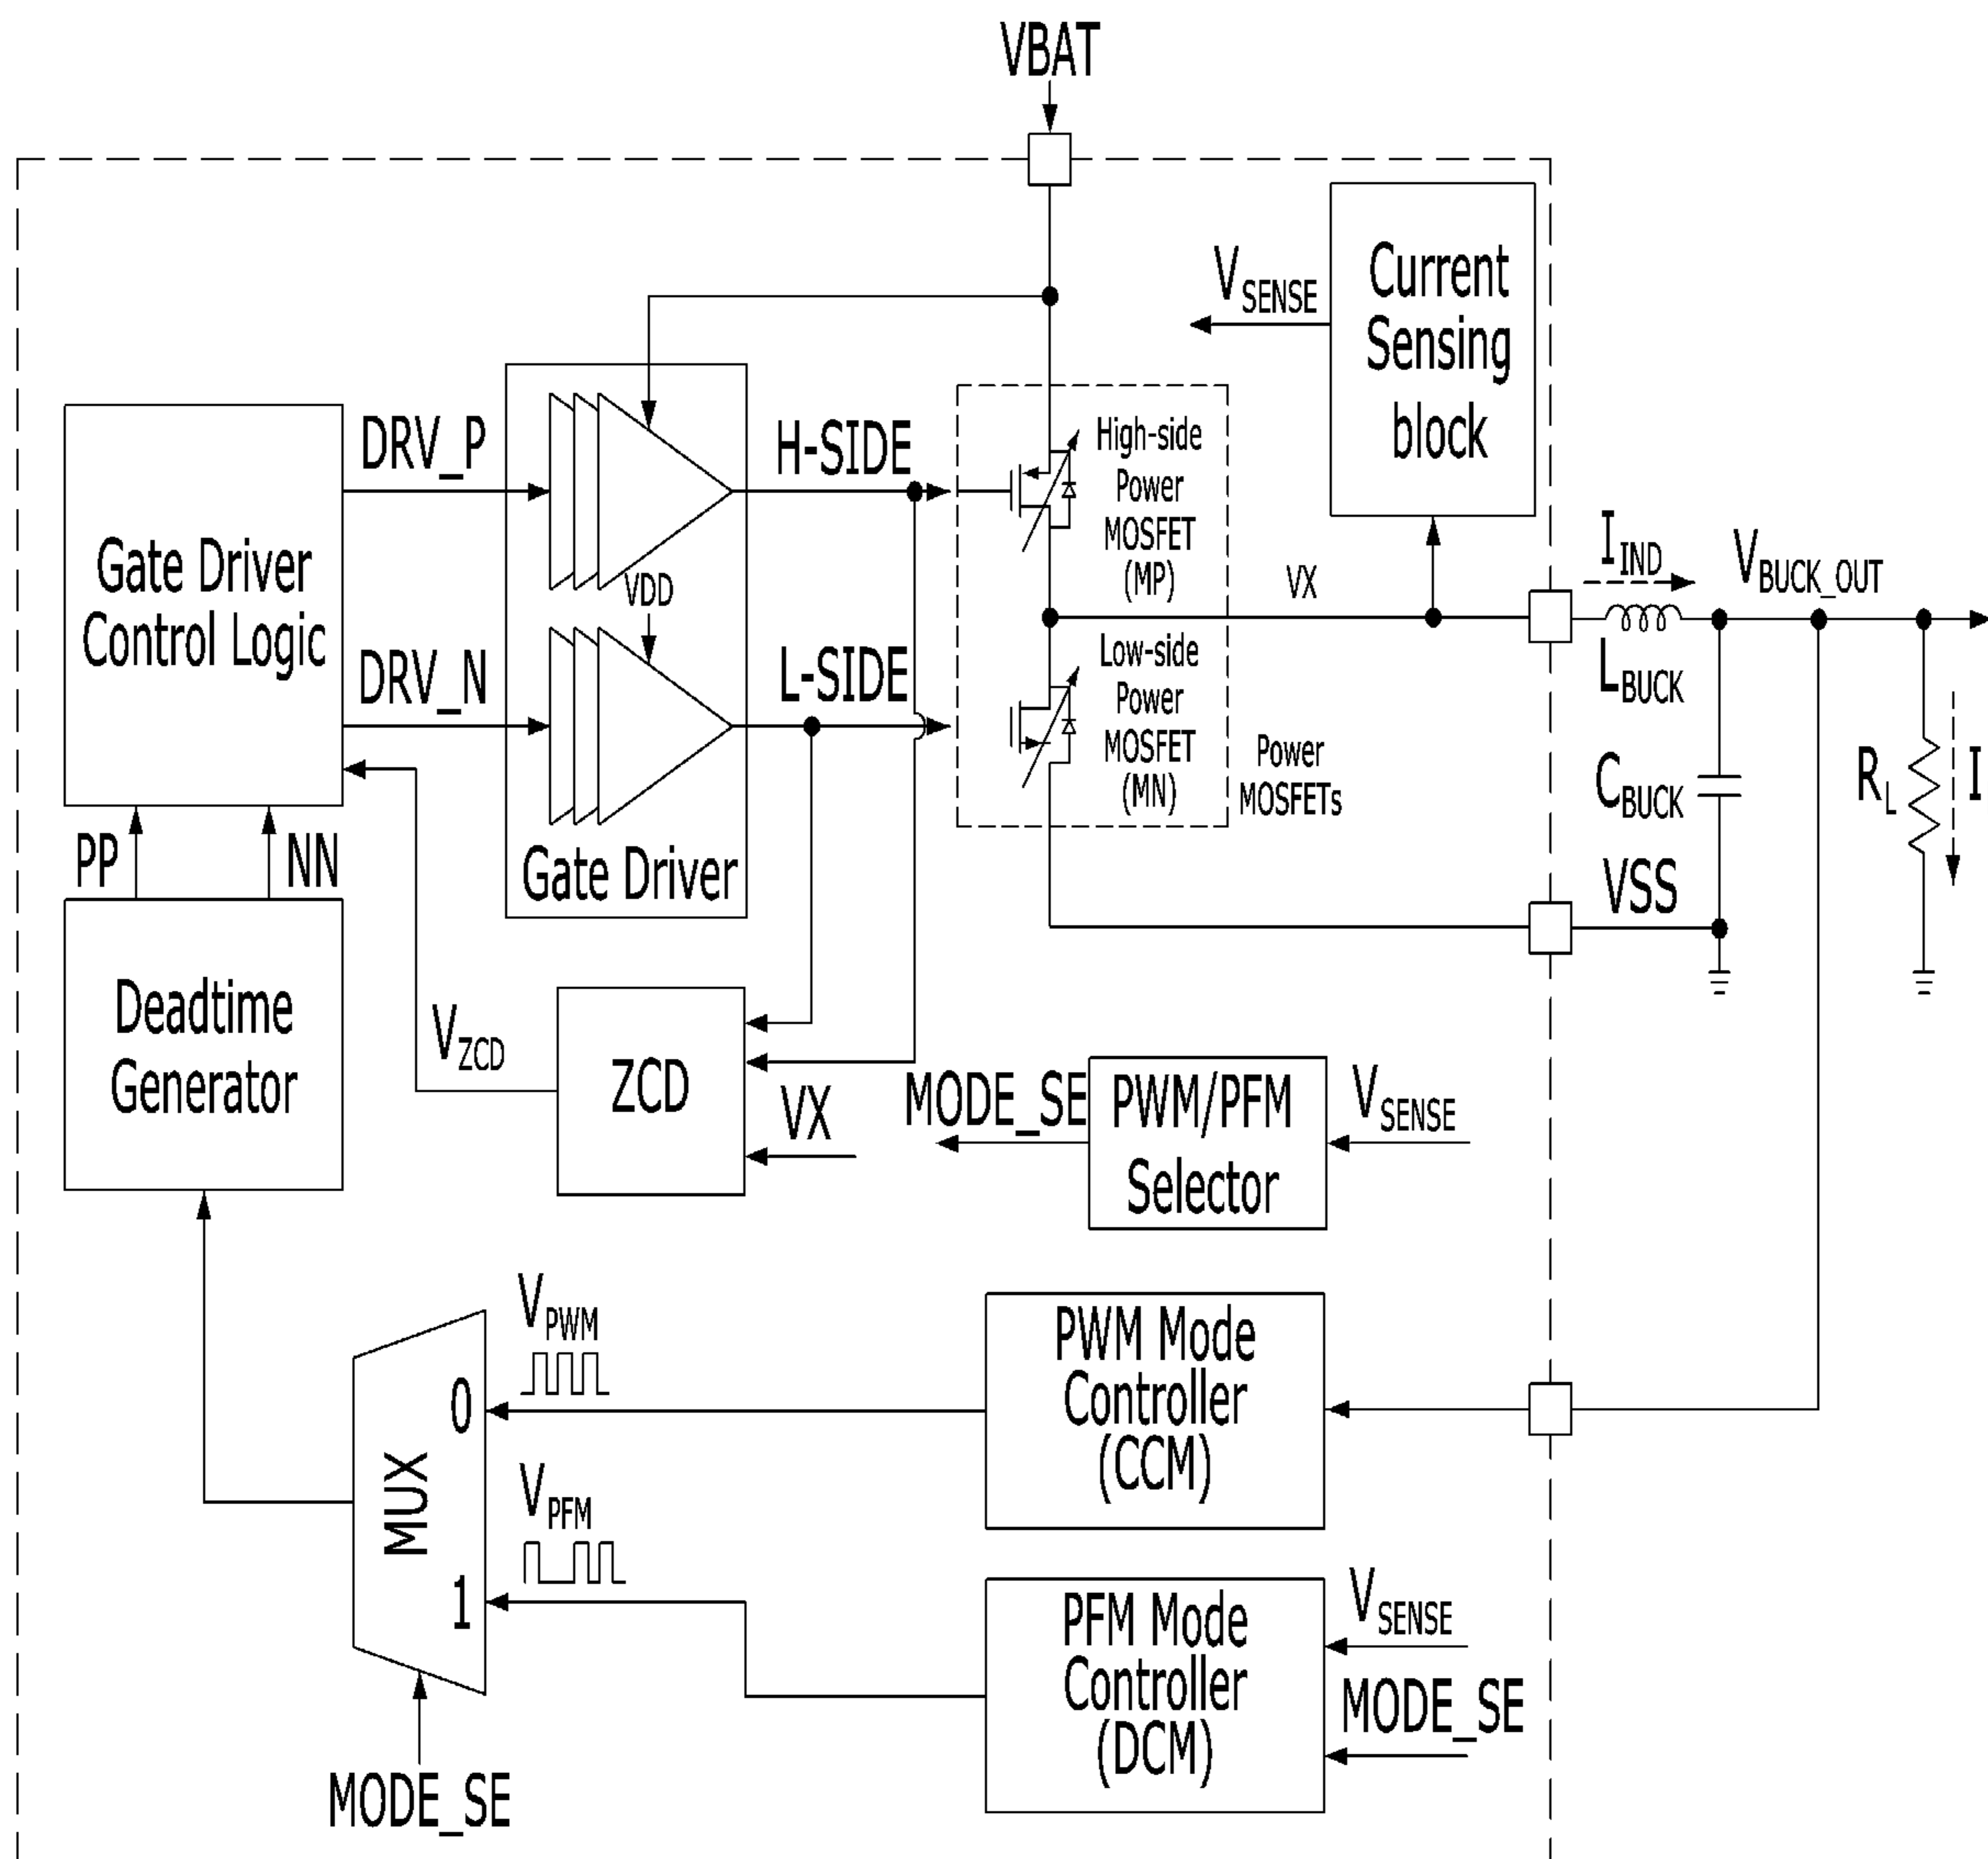 VBAT
Current
Sensing
block
VSENSE
Gate Driver
Control Logic
DRV_P
DRV_N
VDD
Gate Driver
H-SIDE
L-SIDE
High-side
Power
MOSFET
(MP)
VX
Low-side
Power
MOSFET
(MN)
Power
MOSFETs
IIND
LBUCK
VBUCK_OUT
CBUCK
RL
I
VSS
PP
NN
Deadtime
Generator
VZCD
ZCD
VX
MODE_SE
PWM/PFM
Selector
VSENSE
VPWM
0
MUX
VPFM
1
MODE_SE
PWM Mode
Controller
(CCM)
PFM Mode
Controller
(DCM)
VSENSE
MODE_SE